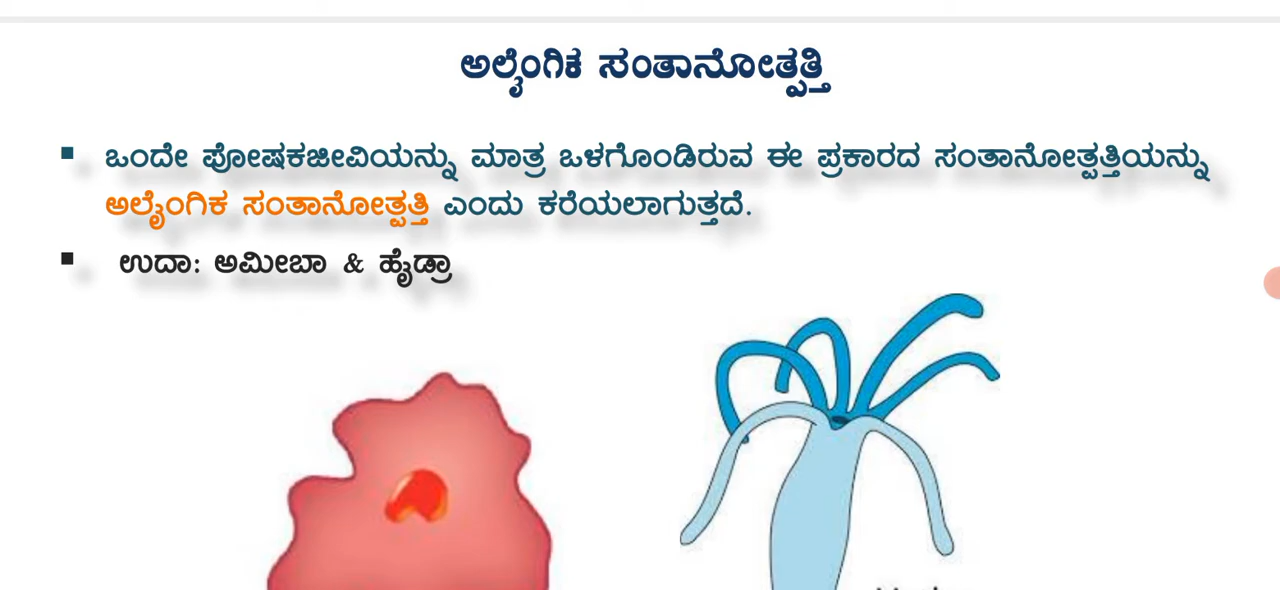 ಅಲೈಂಗಿಕ ಸಂತಾನೋತ್ಪತ್ತಿ
ಒಂದೇ ಪೋಷಕಜೀವಿಯನ್ನು ಮಾತ್ರ ಒಳಗೊಂಡಿರುವ ಈ ಪ್ರಕಾರದ ಸಂತಾನೋತ್ಪತ್ತಿಯನ್ನು
ಅಲೈಂಗಿಕ ಸಂತಾನೋತ್ಪತ್ತಿ ಎಂದು ಕರೆಯಲಾಗುತ್ತದೆ.
ಉದಾ: ಅಮೀಬಾ & ಹೈಡ್ರಾ